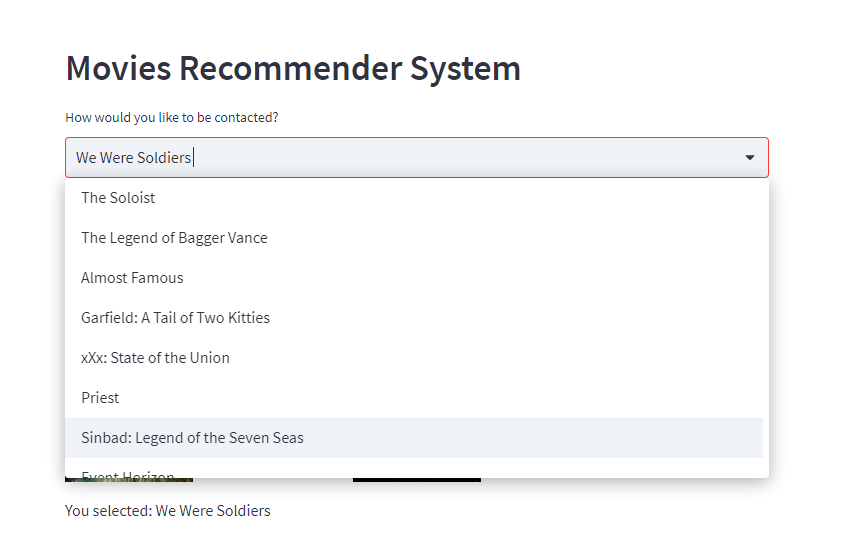 Movies Recommender System
How would you like to be contacted?
We Were Soldiers
The Soloist
The Legend of Bagger Vance
Almost Famous
Garfield: A Tail of Two Kitties
xXx: State of the Union
Priest
Sinbad: Legend of the Seven Seas
Event Horizon
You selected: We Were Soldiers